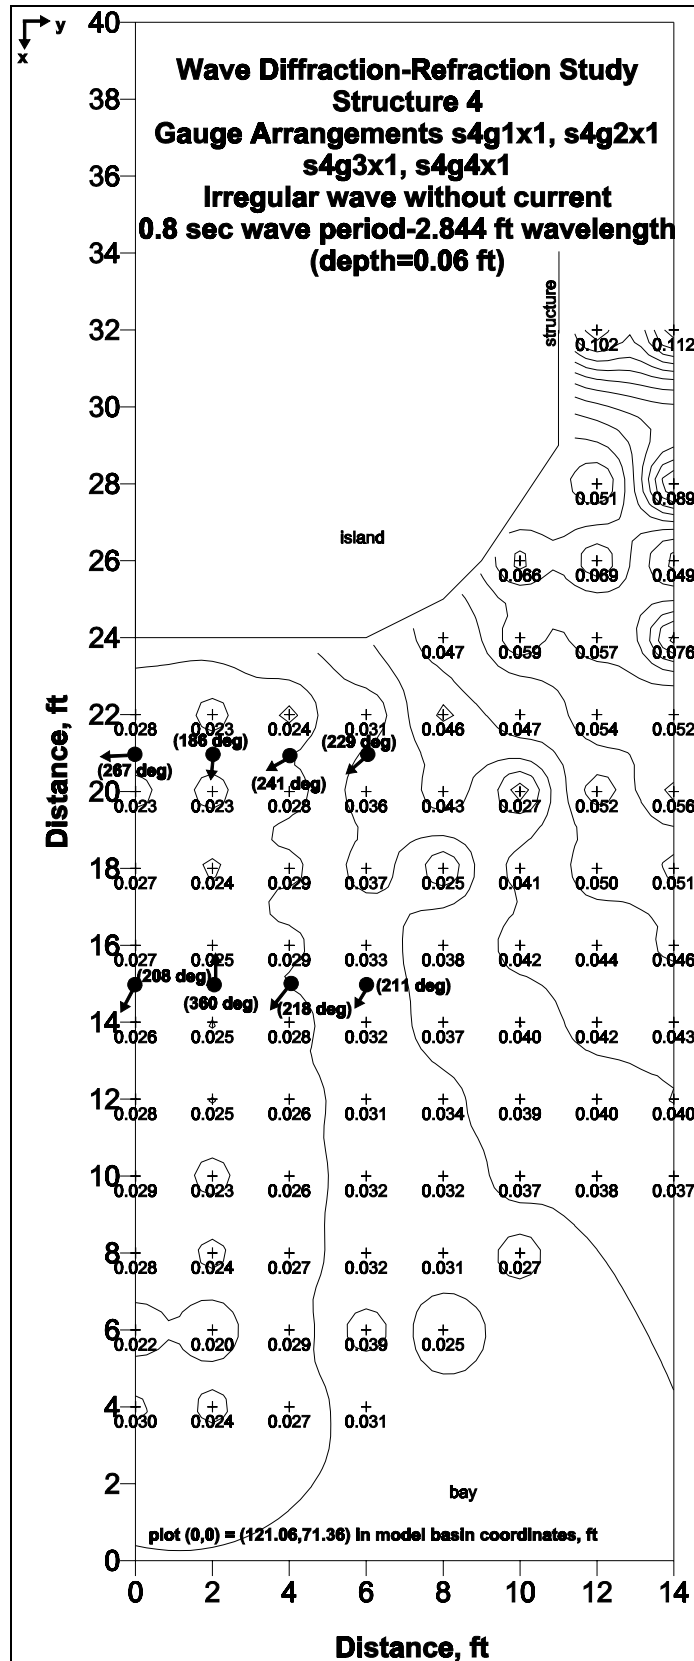 y
x
40
Wave Diffraction-Refraction Study
38
Structure 4
Gauge Arrangements s4g1x1, s4g2x1
s4g3x1, s4g4x1
36
Irregular wave without current
0.8 sec wave period-2.844 ft wavelength
34
(depth=0.06 ft)
structure
32
0.102 0.112
30
28
0.051 0.089
island
26
0.066 0.069 0.049
24
0.047 0.059 0.057 0.076
22
0.028 0.023 0.024 0.031 0.046 0.047 0.054 0.052
(186 deg) (229 deg)
(267 deg) (241 deg)
20
0.023 0.023 0.028 0.036 0.043 0.027 0.052 0.056
18
0.027 0.024 0.029 0.037 0.025 0.041 0.050 0.051
16
0.027 0.025 0.029 0.033 0.038 0.042 0.044 0.046
(208 deg) (211 deg)
(360 deg) (218 deg)
14
0.026 0.025 0.028 0.032 0.037 0.040 0.042 0.043
12
0.028 0.025 0.026 0.031 0.034 0.039 0.040 0.040
10
0.029 0.023 0.026 0.032 0.032 0.037 0.038 0.037
8
0.028 0.024 0.027 0.032 0.031 0.027
6
0.022 0.020 0.029 0.039 0.025
4
0.030 0.024 0.027 0.031
2
bay
plot (0,0) = (121.06,71.36) in model basin coordinates, ft
0
0 2 4 6 8 10 12 14
Distance, ft
Distance, ft